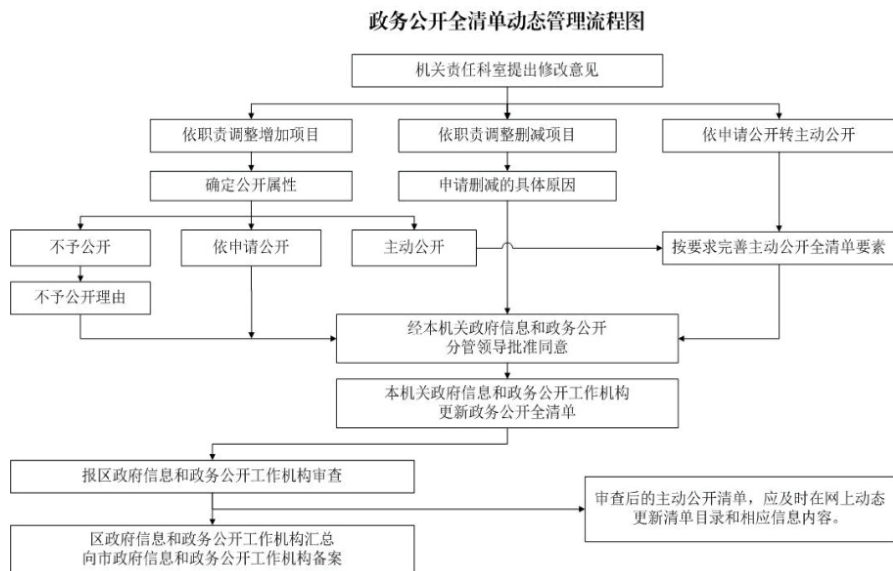 政务公开全清单动态管理流程图
机关责任科室提出修改意见
依职责调整增加项目
依职责调整删减项目
依申请公开转主动公开
确定公开属性
申请删减的具体原因
不予公开
依申请公开
主动公开
按要求完善主动公开全清单要素
不予公开理由
经本机关政府信息和政务公开
分管领导批准同意
本机关政府信息和政务公开工作机构
更新政务公开全清单
报区政府信息和政务公开工作机构审查
审查后的主动公开清单，应及时在网上动态
更新清单目录和相应信息内容。
区政府信息和政务公开工作机构汇总
向市政府信息和政务公开工作机构备案